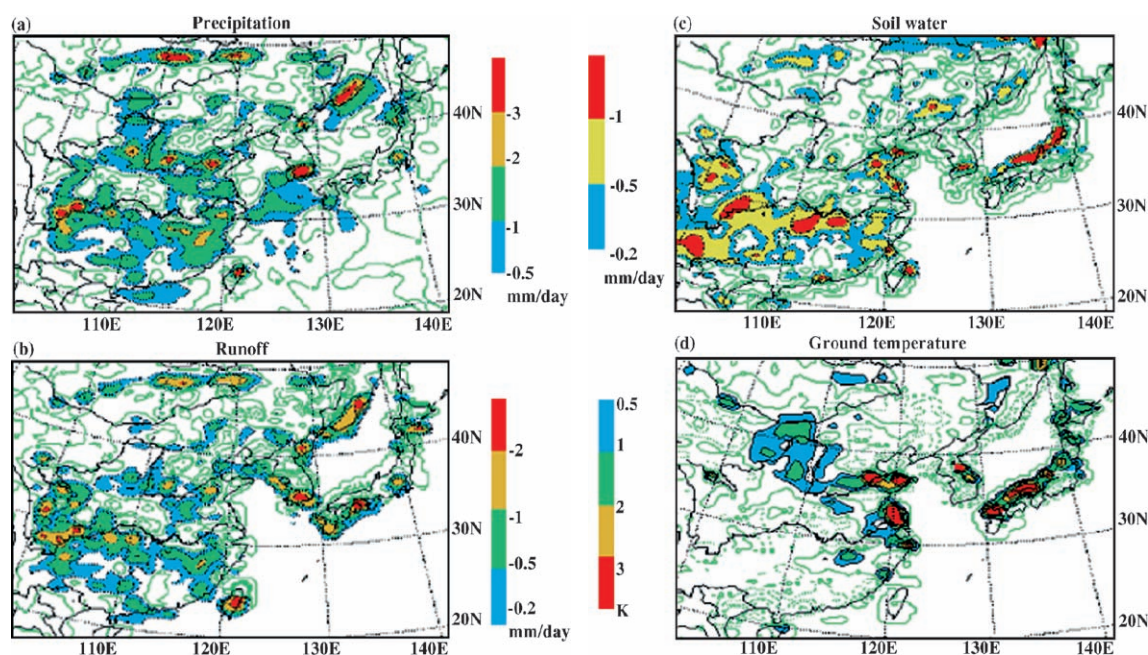 (a) Precipitation
-3
-2
-1
-0.5
mm/day
40N
30N
20N
110E 120E 130E 140E
(c) Soil water
-1
-0.5
-0.2
mm/day
40N
30N
20N
110E 120E 130E 140E
(b) Runoff
-2
-1
-0.5
-0.2
mm/day
40N
30N
20N
110E 120E 130E 140E
(d) Ground temperature
0.5
1
2
3
K
40N
30N
20N
110E 120E 130E 140E